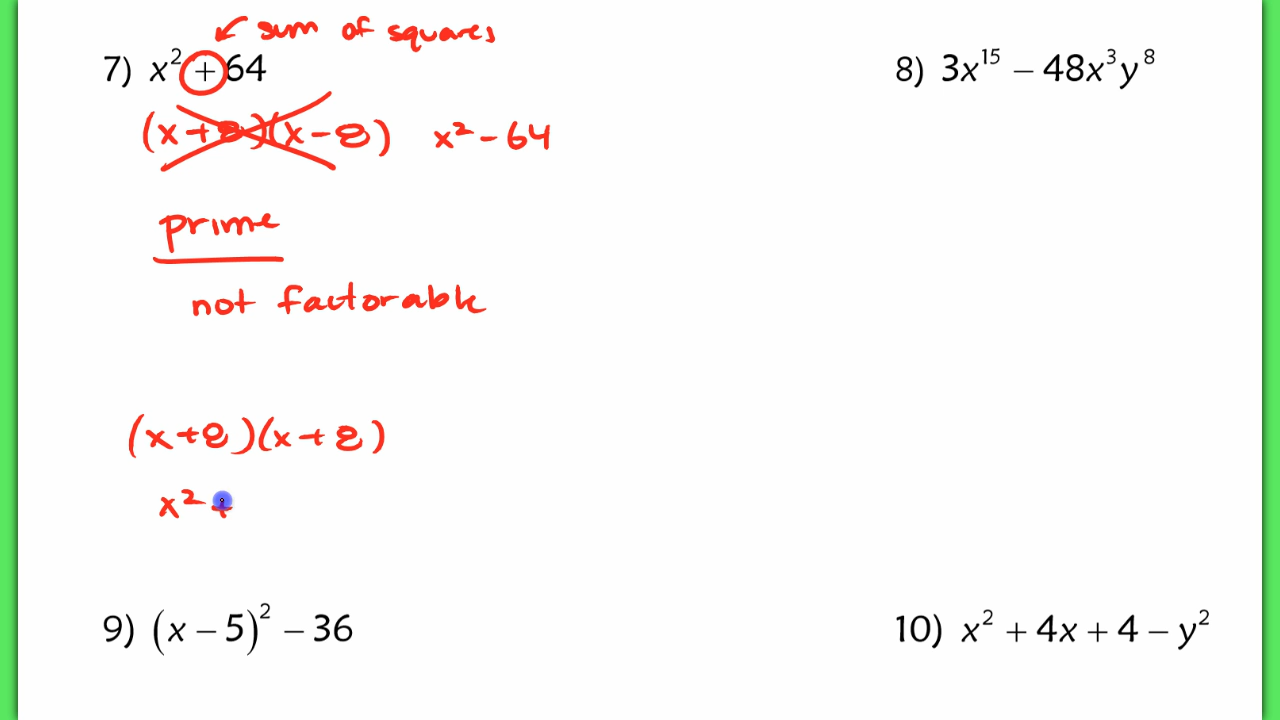 sum of squares
7) x² + 64
(x+8)(x-8) x² - 64
prime
not factorable
(x+8)(x+8)
x² +
8) 3x¹⁵ − 48x³y⁸
9) (x − 5)² − 36
10) x² + 4x + 4 − y²